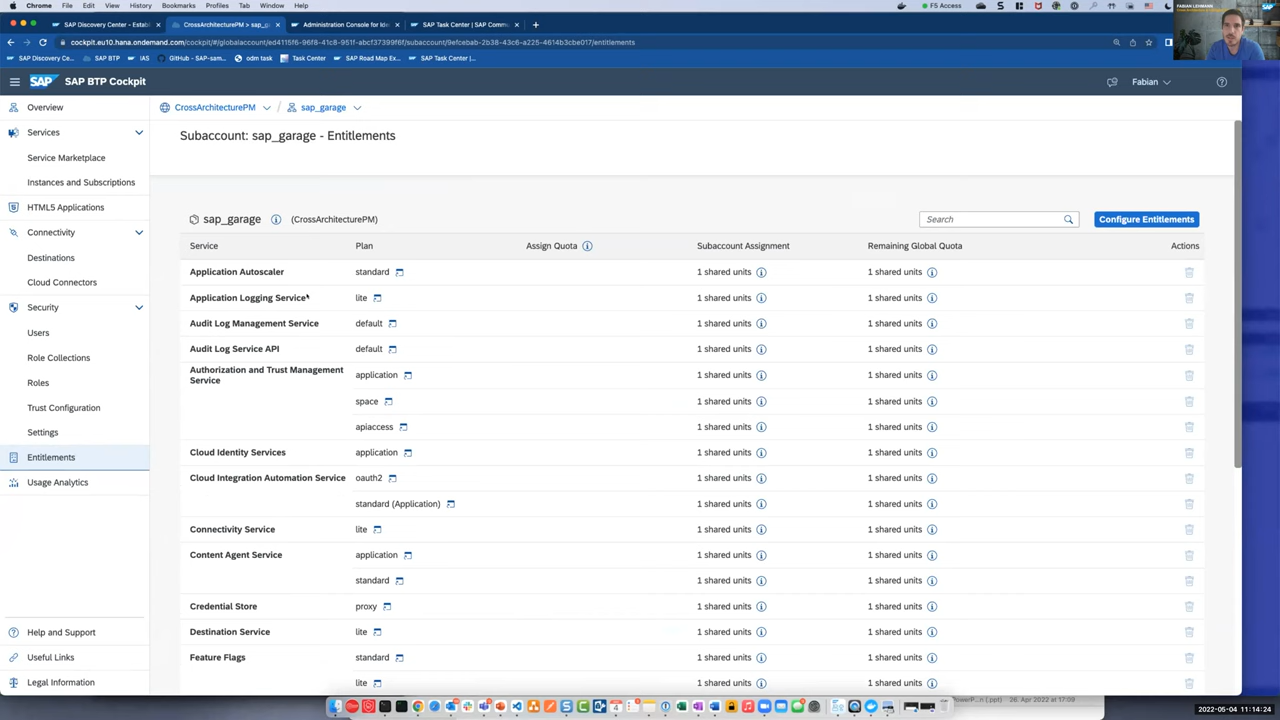 Chrome File Edit View History Bookmarks Profiles Tab Window Help
F5 Access
SAP Discovery Center - Establ...
CrossArchitecturePM > sap_g...
Administration Console for Ide...
SAP Task Center | SAP Comm...
cockpit.eu10.hana.ondemand.com/cockpit/#/globalaccount/ed4115f6-96f8-41c8-951f-abcf37399f6f/subaccount/9efcebab-2b38-43c6-a225-4614b3cbe017/entitlements
SAP Discovery Ce... SAP BTP IAS GitHub - SAP-sam... odm task Task Center SAP Road Map Ex... SAP Task Center |...
FABIAN LEHMANN
SAP
SAP BTP Cockpit
Fabian
Overview
Services
Service Marketplace
Instances and Subscriptions
HTML5 Applications
Connectivity
Destinations
Cloud Connectors
Security
Users
Role Collections
Roles
Trust Configuration
Settings
Entitlements
Usage Analytics
Help and Support
Useful Links
Legal Information
CrossArchitecturePM / sap_garage
Subaccount: sap_garage - Entitlements
sap_garage (CrossArchitecturePM)
Search
Configure Entitlements
Service Plan Assign Quota Subaccount Assignment Remaining Global Quota Actions
Application Autoscaler standard 1 shared units 1 shared units
Application Logging Service lite 1 shared units 1 shared units
Audit Log Management Service default 1 shared units 1 shared units
Audit Log Service API default 1 shared units 1 shared units
Authorization and Trust Management Service application 1 shared units 1 shared units
space 1 shared units 1 shared units
apiaccess 1 shared units 1 shared units
Cloud Identity Services application 1 shared units 1 shared units
Cloud Integration Automation Service oauth2 1 shared units 1 shared units
standard (Application) 1 shared units 1 shared units
Connectivity Service lite 1 shared units 1 shared units
Content Agent Service application 1 shared units 1 shared units
standard 1 shared units 1 shared units
Credential Store proxy 1 shared units 1 shared units
Destination Service lite 1 shared units 1 shared units
Feature Flags standard 1 shared units 1 shared units
lite 1 shared units 1 shared units
26. Apr 2022 at 17:09
2022-05-04 11:14:24